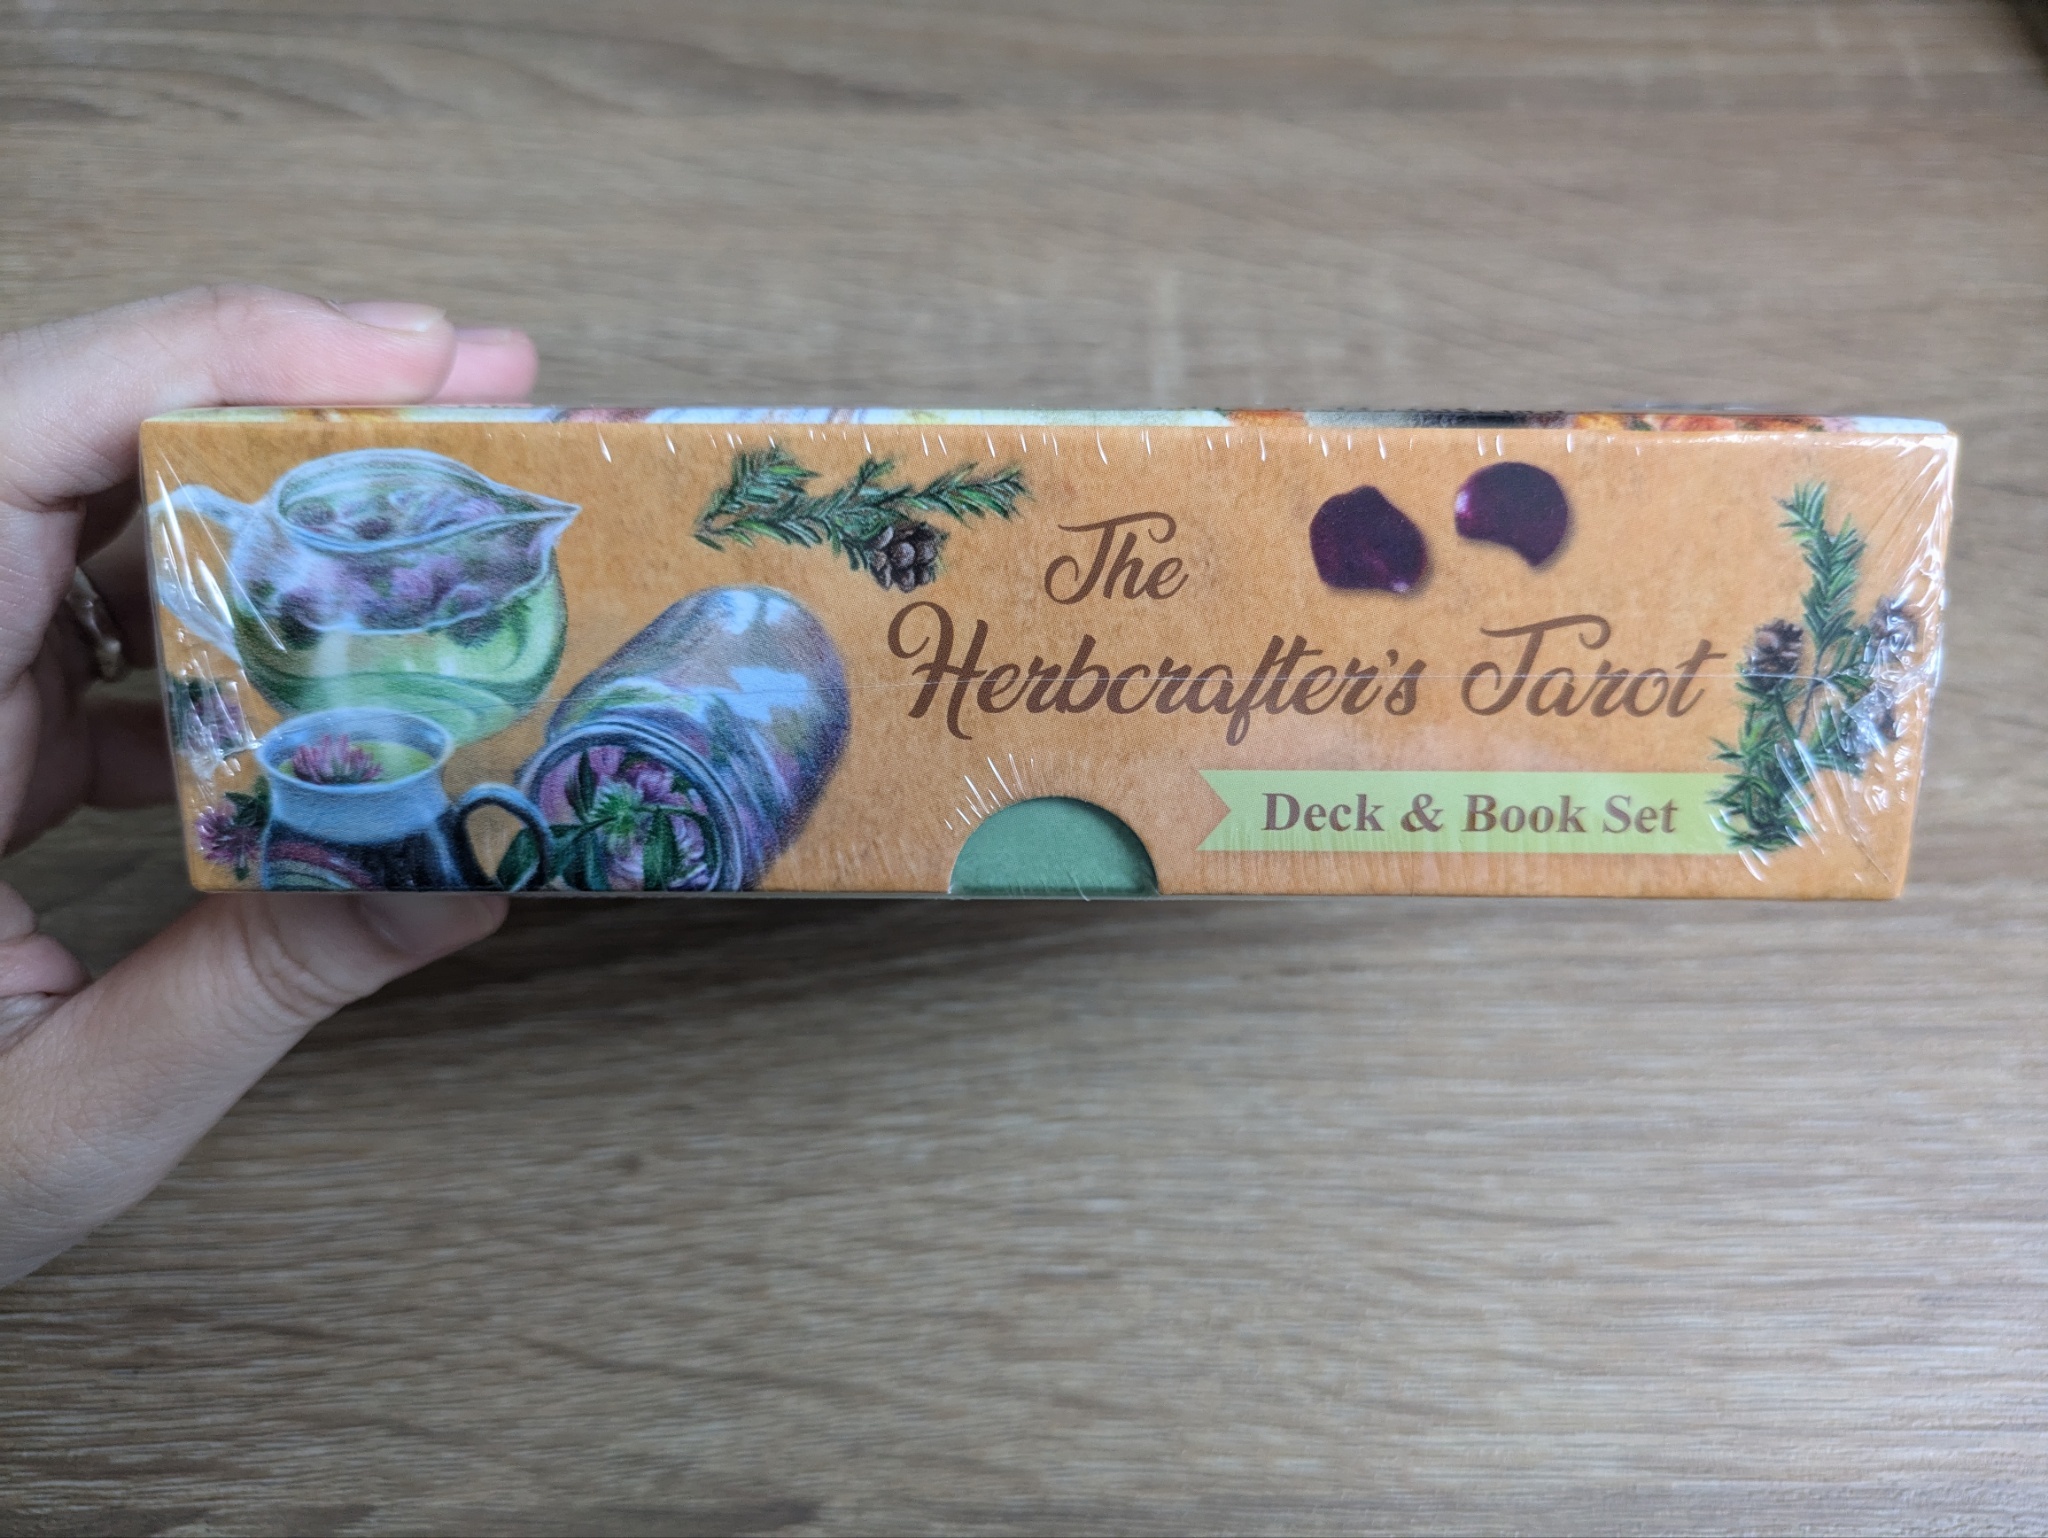 The
Herbcrafter's Tarot
Deck & Book Set